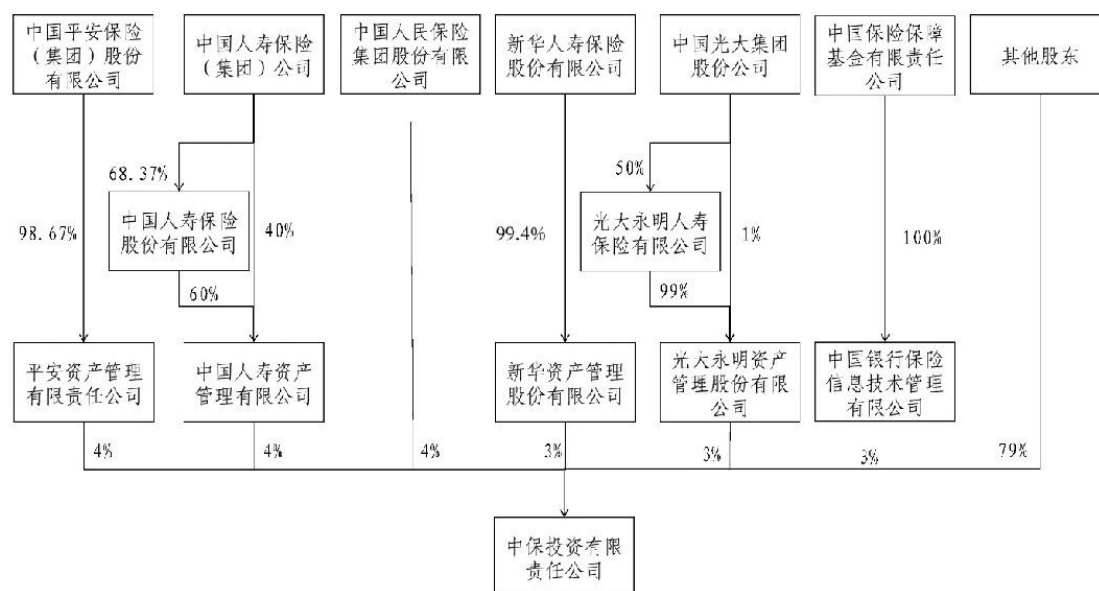 中国平安保险
（集团）股份
有限公司
中国人寿保险
（集团）公司
中国人民保险
集团股份有限
公司
新华人寿保险
股份有限公司
中国光大集团
股份公司
中国保险保障
基金有限责任
公司
其他股东
68.37%
50%
中国人寿保险
股份有限公司
光大永明人寿
保险有限公司
98.67%
40%
99.4%
1%
100%
60%
99%
平安资产管理
有限责任公司
中国人寿资产
管理有限公司
新华资产管理
股份有限公司
光大永明资产
管理股份有限
公司
中国银行保险
信息技术管理
有限公司
4%
4%
4%
3%
3%
3%
79%
中保投资有限
责任公司